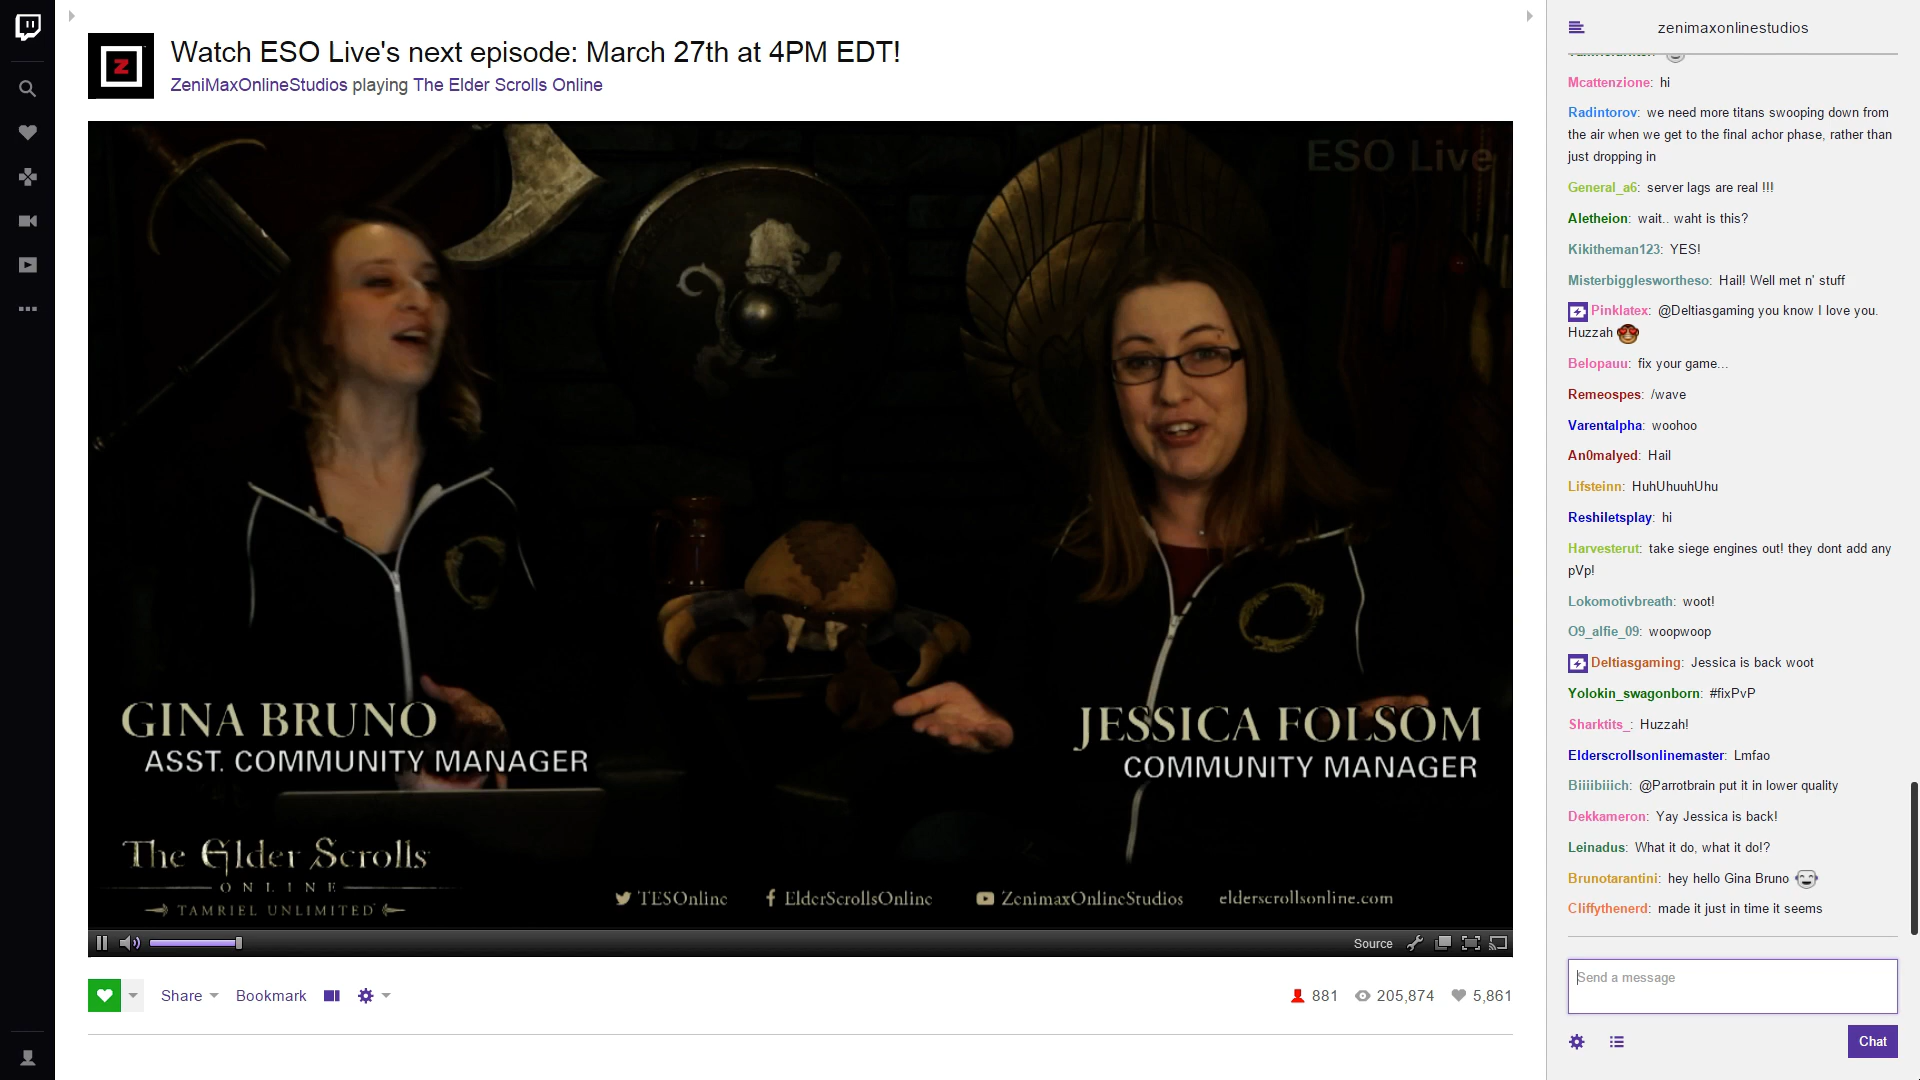 Watch ESO Live's next episode: March 27th at 4PM EDT!
ZeniMaxOnlineStudios playing The Elder Scrolls Online
ESO Live
GINA BRUNO
ASST. COMMUNITY MANAGER
JESSICA FOLSOM
COMMUNITY MANAGER
The Elder Scrolls
ONLINE
TAMRIEL UNLIMITED
TESOnline
ElderScrollsOnline
ZenimaxOnlineStudios
elderscrollsonline.com
Source
Share
Bookmark
881
205,874
5,861
zenimaxonlinestudios
Mcattenzione: hi
Radintorov: we need more titans swooping down from
the air when we get to the final achor phase, rather than
just dropping in
General_a6: server lags are real !!!
Aletheion: wait.. waht is this?
Kikitheman123: YES!
Misterbiggleswortheso: Hail! Well met n' stuff
Pinklatex: @Deltiasgaming you know I love you.
Huzzah
Belopauu: fix your game...
Remeospes: /wave
Varentalpha: woohoo
An0malyed: Hail
Lifsteinn: HuhUhuuhUhu
Reshiletsplay: hi
Harvesterut: take siege engines out! they dont add any
pVp!
Lokomotivbreath: woot!
O9_alfie_09: woopwoop
Deltiasgaming: Jessica is back woot
Yolokin_swagonborn: #fixPvP
Sharktits_: Huzzah!
Elderscrollsonlinemaster: Lmfao
Biiiibiiich: @Parrotbrain put it in lower quality
Dekkameron: Yay Jessica is back!
Leinadus: What it do, what it do!?
Brunotarantini: hey hello Gina Bruno
Cliffythenerd: made it just in time it seems
Send a message
Chat